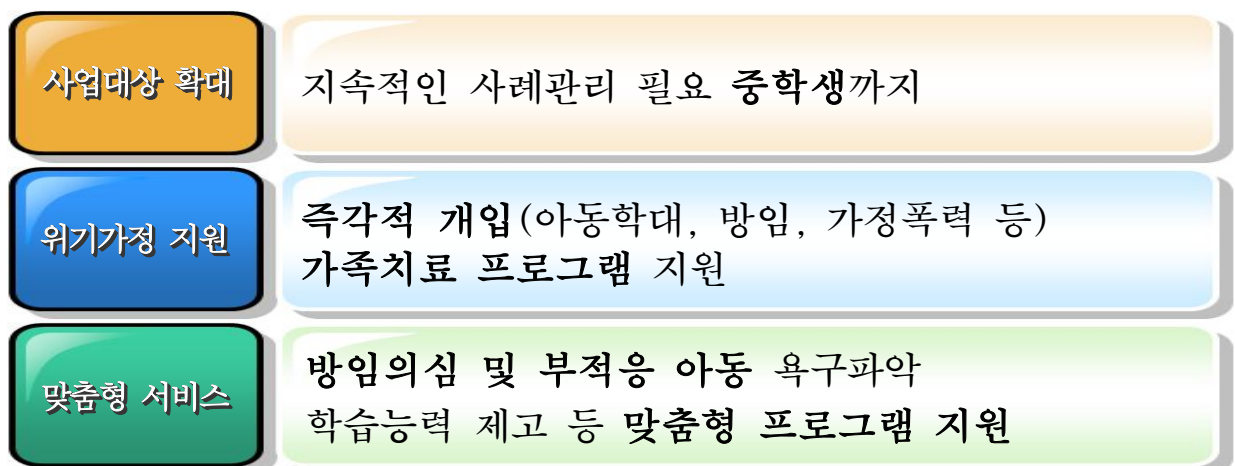 사업대상 확대
지속적인 사례관리 필요 중학생까지
위기가정 지원
즉각적 개입(아동학대, 방임, 가정폭력 등)
가족치료 프로그램 지원
맞춤형 서비스
방임의심 및 부적응 아동 욕구파악
학습능력 제고 등 맞춤형 프로그램 지원